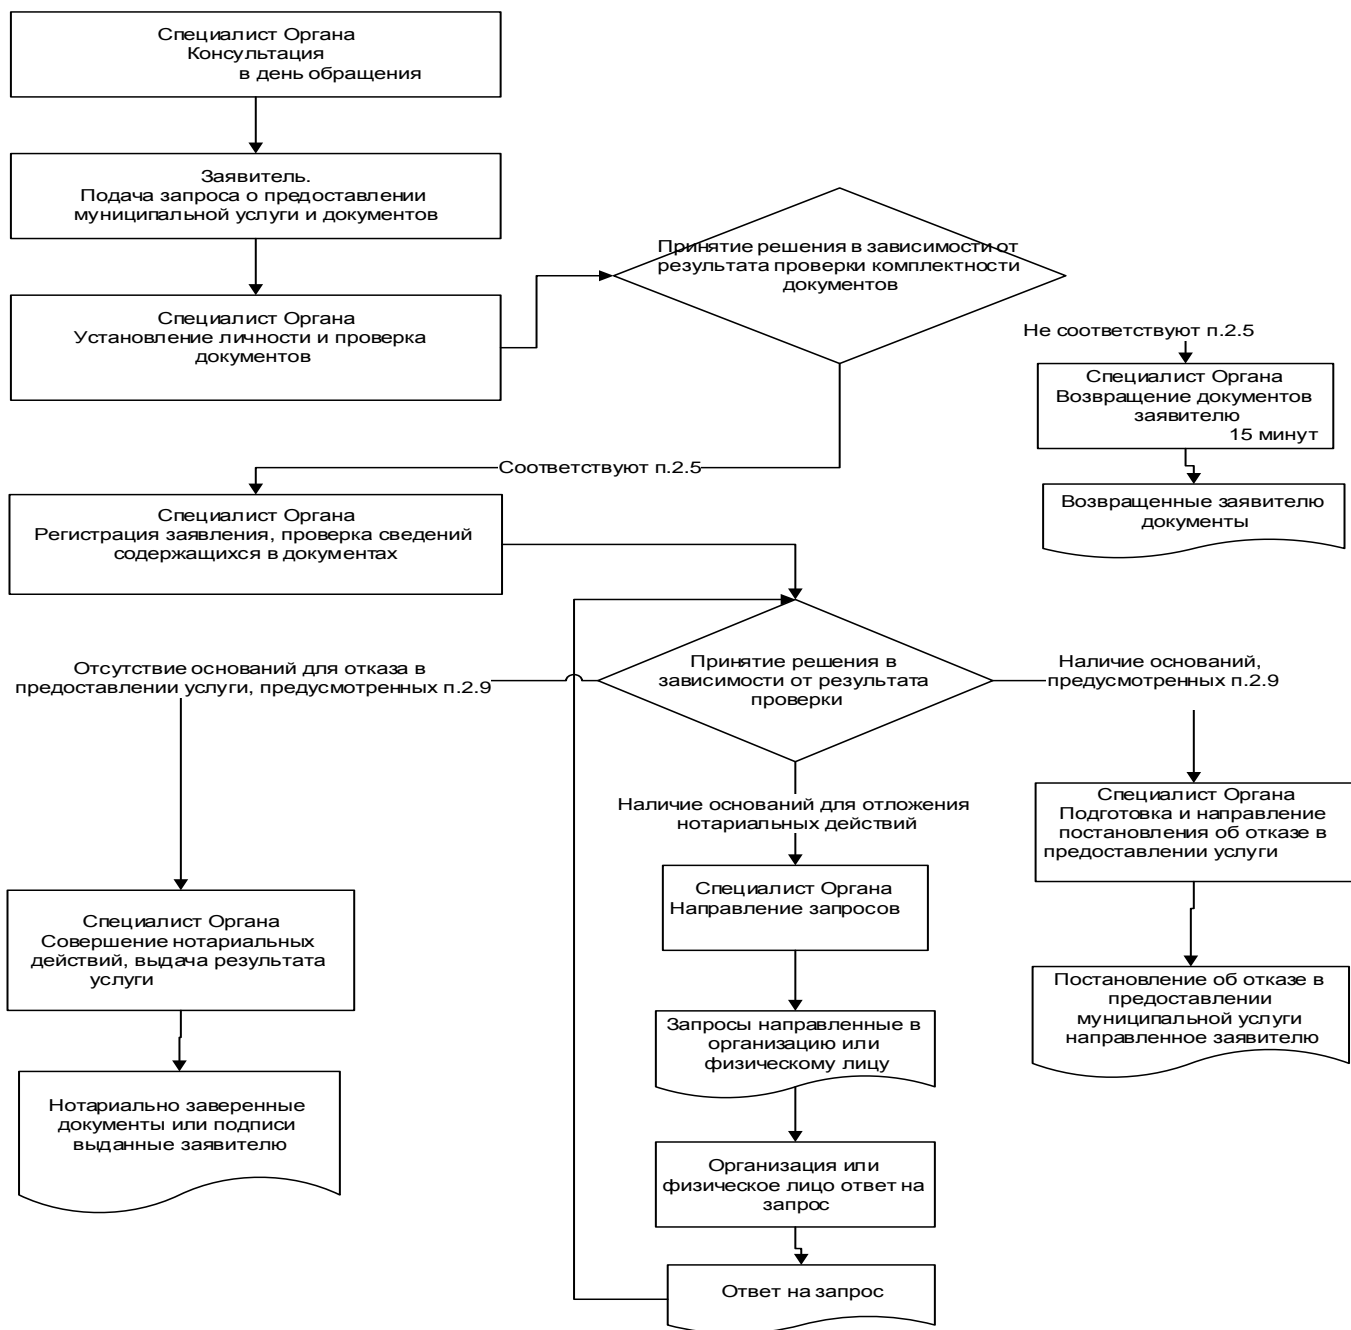 Специалист Органа
Консультация
в день обращения
Заявитель.
Подача запроса о предоставлении
муниципальной услуги и документов
Специалист Органа
Установление личности и проверка
документов
Принятие решения в зависимости от
результата проверки комплектности
документов
Не соответствуют п.2.5
Специалист Органа
Возвращение документов
заявителю
15 минут
Возвращенные заявителю
документы
Соответствуют п.2.5
Специалист Органа
Регистрация заявления, проверка сведений
содержащихся в документах
Принятие решения в
зависимости от результата
проверки
Отсутствие оснований для отказа в
предоставлении услуги, предусмотренных п.2.9
Наличие оснований,
предусмотренных п.2.9
Наличие оснований для отложения
нотариальных действий
Специалист Органа
Подготовка и направление
постановления об отказе в
предоставлении услуги
Специалист Органа
Направление запросов
Специалист Органа
Совершение нотариальных
действий, выдача результата
услуги
Постановление об отказе в
предоставлении
муниципальной услуги
направленное заявителю
Запросы направленные в
организацию или
физическому лицу
Нотариально заверенные
документы или подписи
выданные заявителю
Организация или
физическое лицо ответ на
запрос
Ответ на запрос